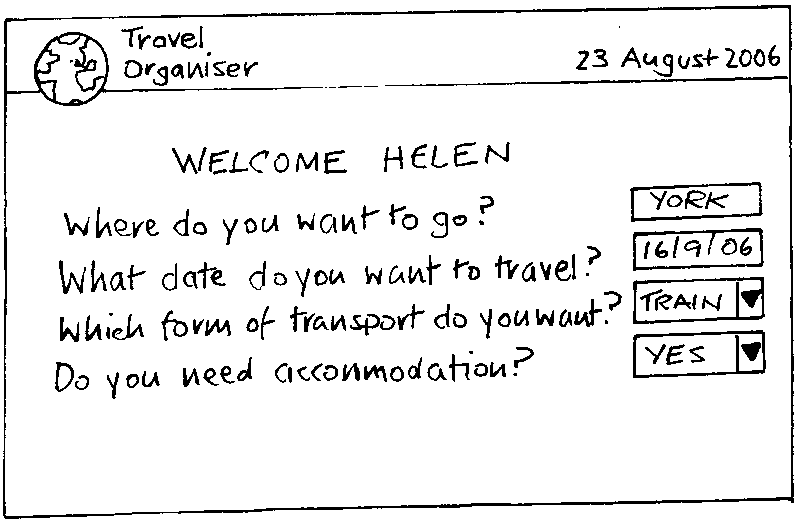 Travel
Organiser
23 August 2006
WELCOME HELEN
Where do you want to go? YORK
What date do you want to travel? 16/9/06
Which form of transport do you want? TRAIN
Do you need acconmodation? YES